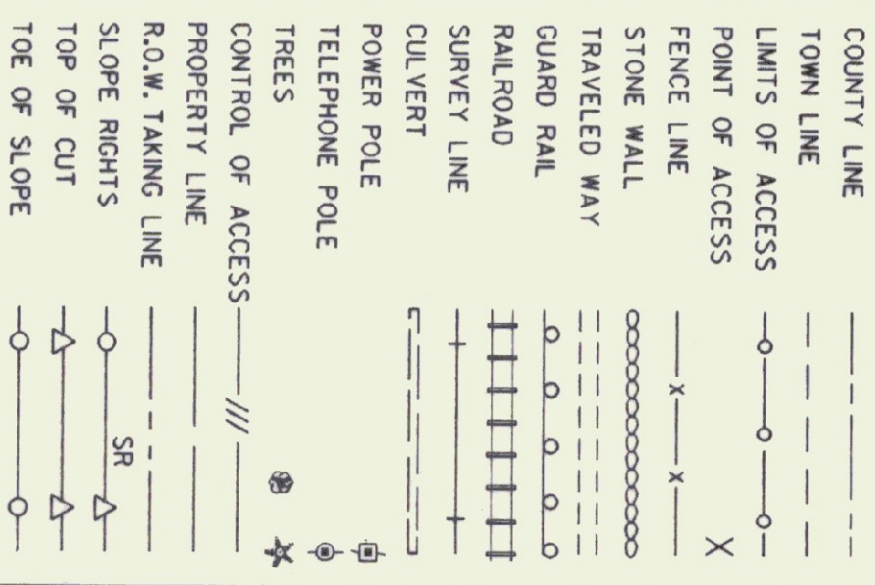 COUNTY LINE
TOWN LINE
LIMITS OF ACCESS
POINT OF ACCESS
FENCE LINE
STONE WALL
TRAVELED WAY
GUARD RAIL
RAILROAD
SURVEY LINE
CULVERT
POWER POLE
TELEPHONE POLE
TREES
CONTROL OF ACCESS
PROPERTY LINE
R.O.W. TAKING LINE
SLOPE RIGHTS SR
TOP OF CUT
TOE OF SLOPE